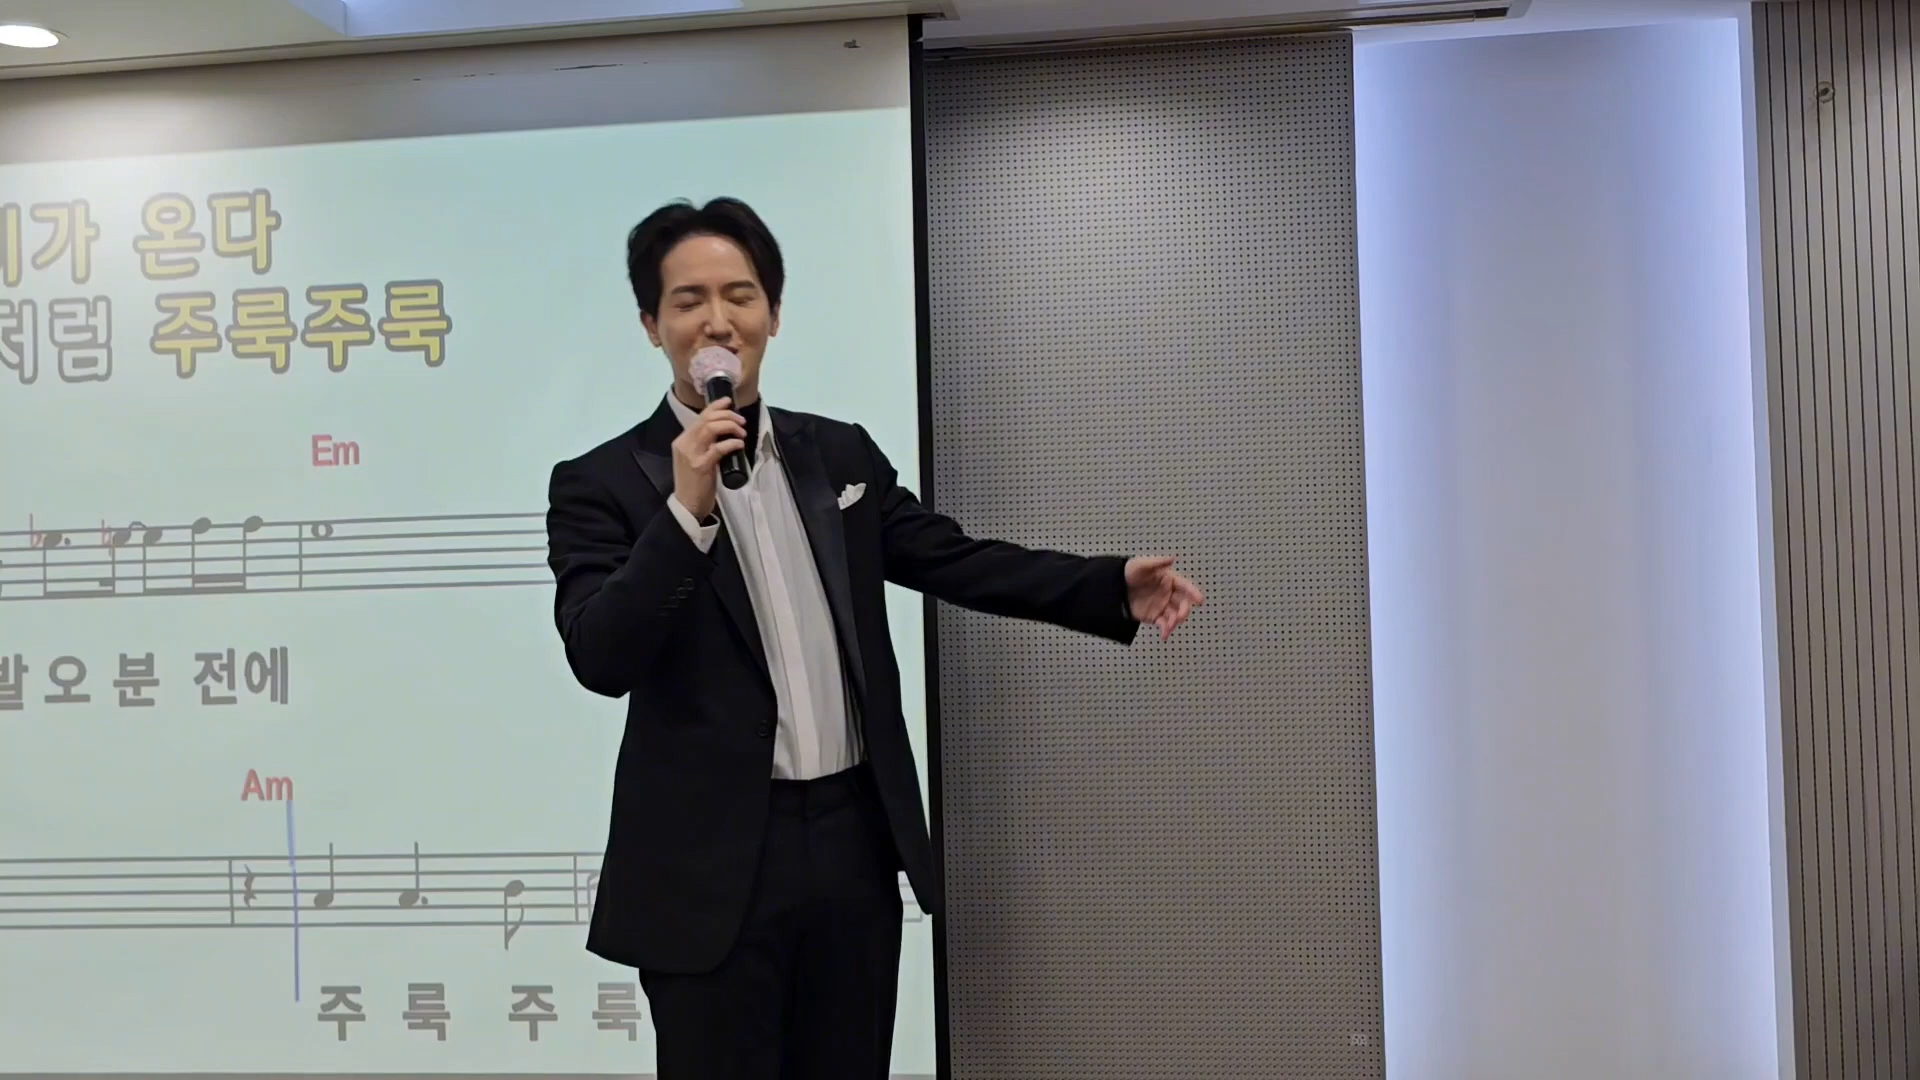 가 온다
처럼 주룩주룩
Em
발오분 전에
Am
주 룩 주 룩